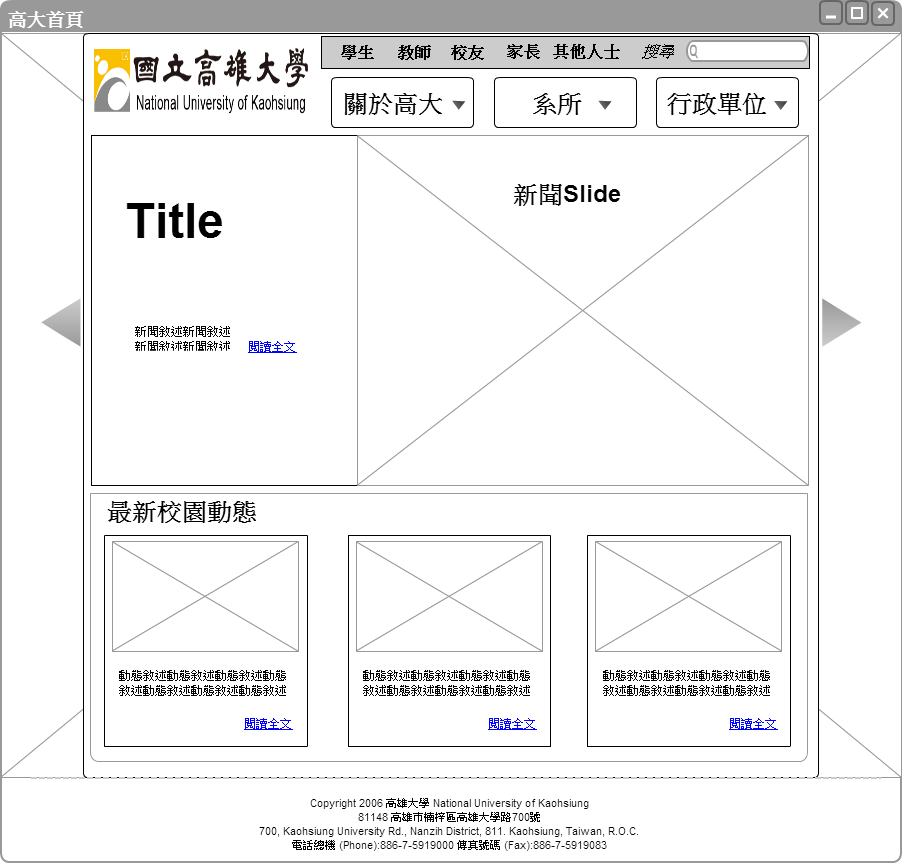 高大首頁
國立高雄大學
National University of Kaohsiung
學生 教師 校友 家長 其他人士 搜尋
關於高大 系所 行政單位
Title
新聞Slide
新聞敘述新聞敘述
新聞敘述新聞敘述 閱讀全文
最新校園動態
動態敘述動態敘述動態敘述動態
敘述動態敘述動態敘述動態敘述
閱讀全文
動態敘述動態敘述動態敘述動態
敘述動態敘述動態敘述動態敘述
閱讀全文
動態敘述動態敘述動態敘述動態
敘述動態敘述動態敘述動態敘述
閱讀全文
Copyright 2006 高雄大學 National University of Kaohsiung
81148 高雄市楠梓區高雄大學路700號
700, Kaohsiung University Rd., Nanzih District, 811. Kaohsiung, Taiwan, R.O.C.
電話總機 (Phone):886-7-5919000 傳真號碼 (Fax):886-7-5919083